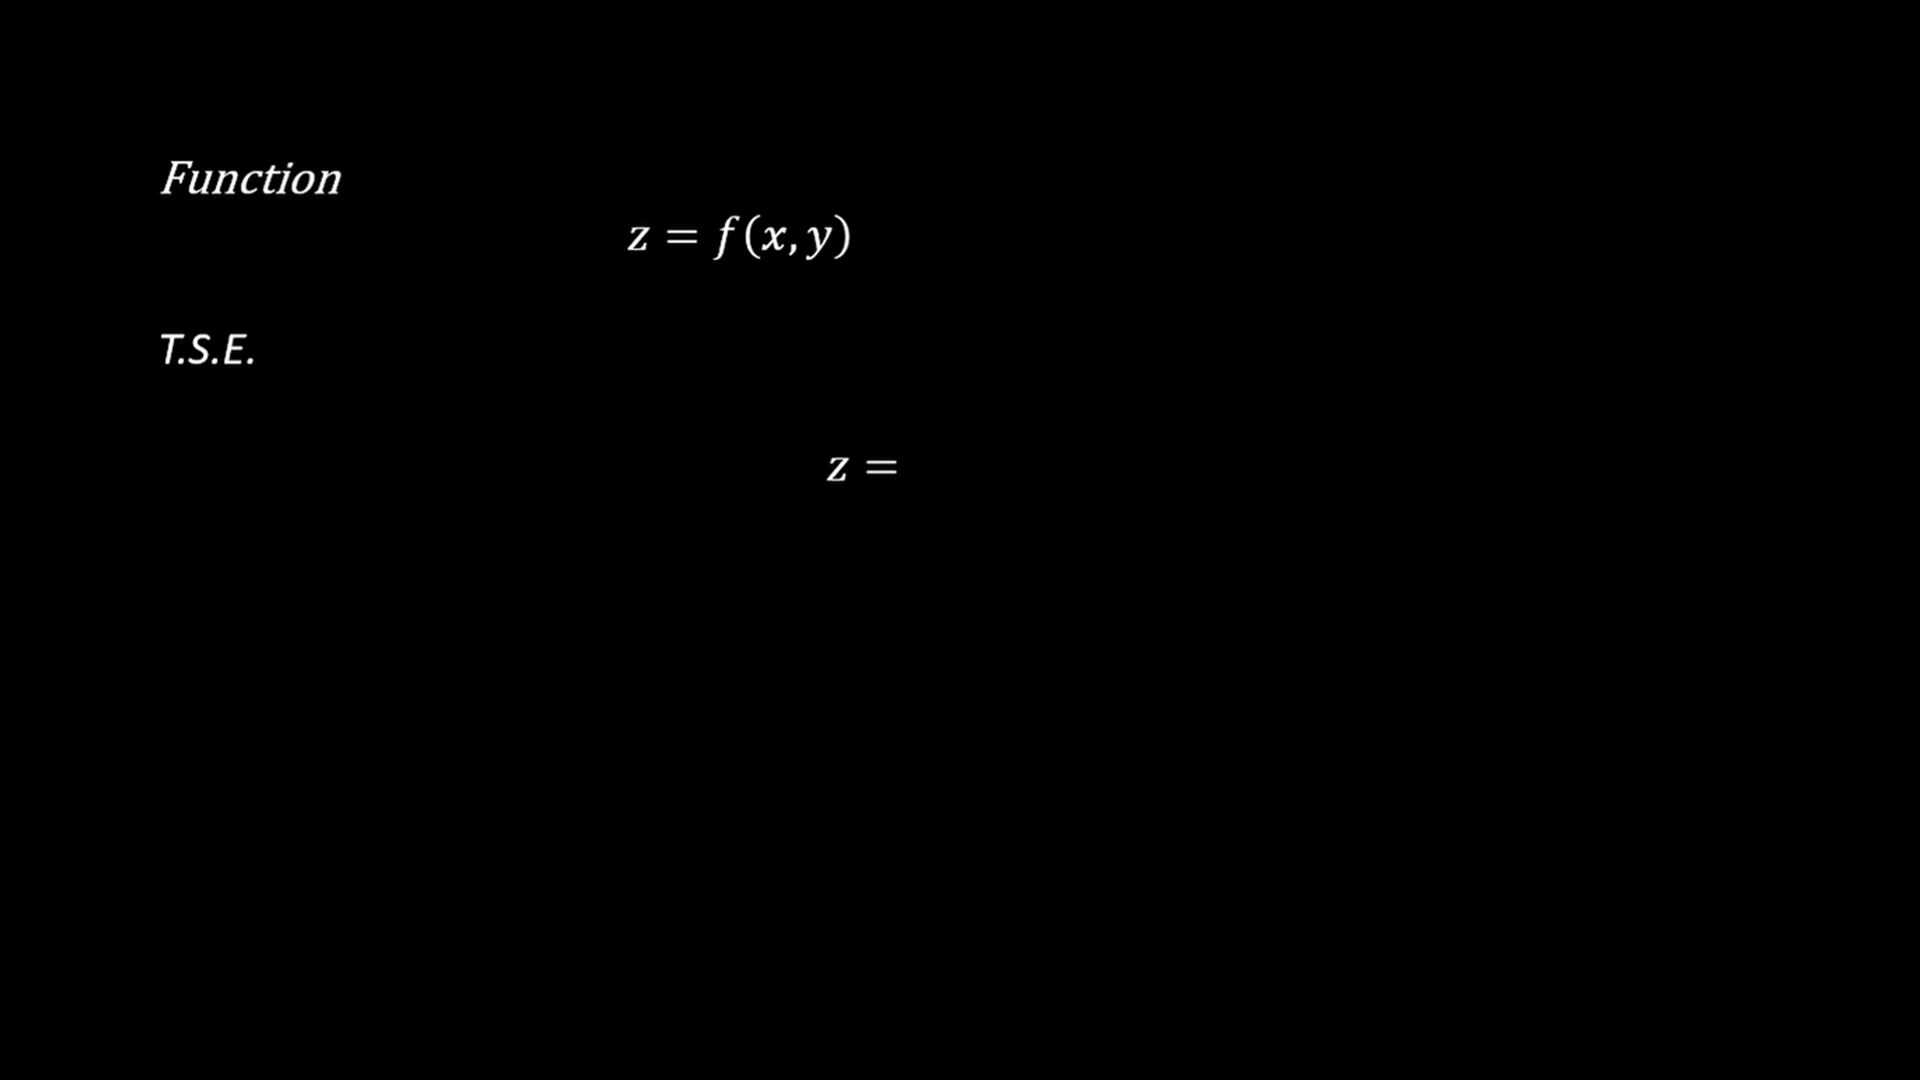 Function
z = f(x, y)
T.S.E.
z =